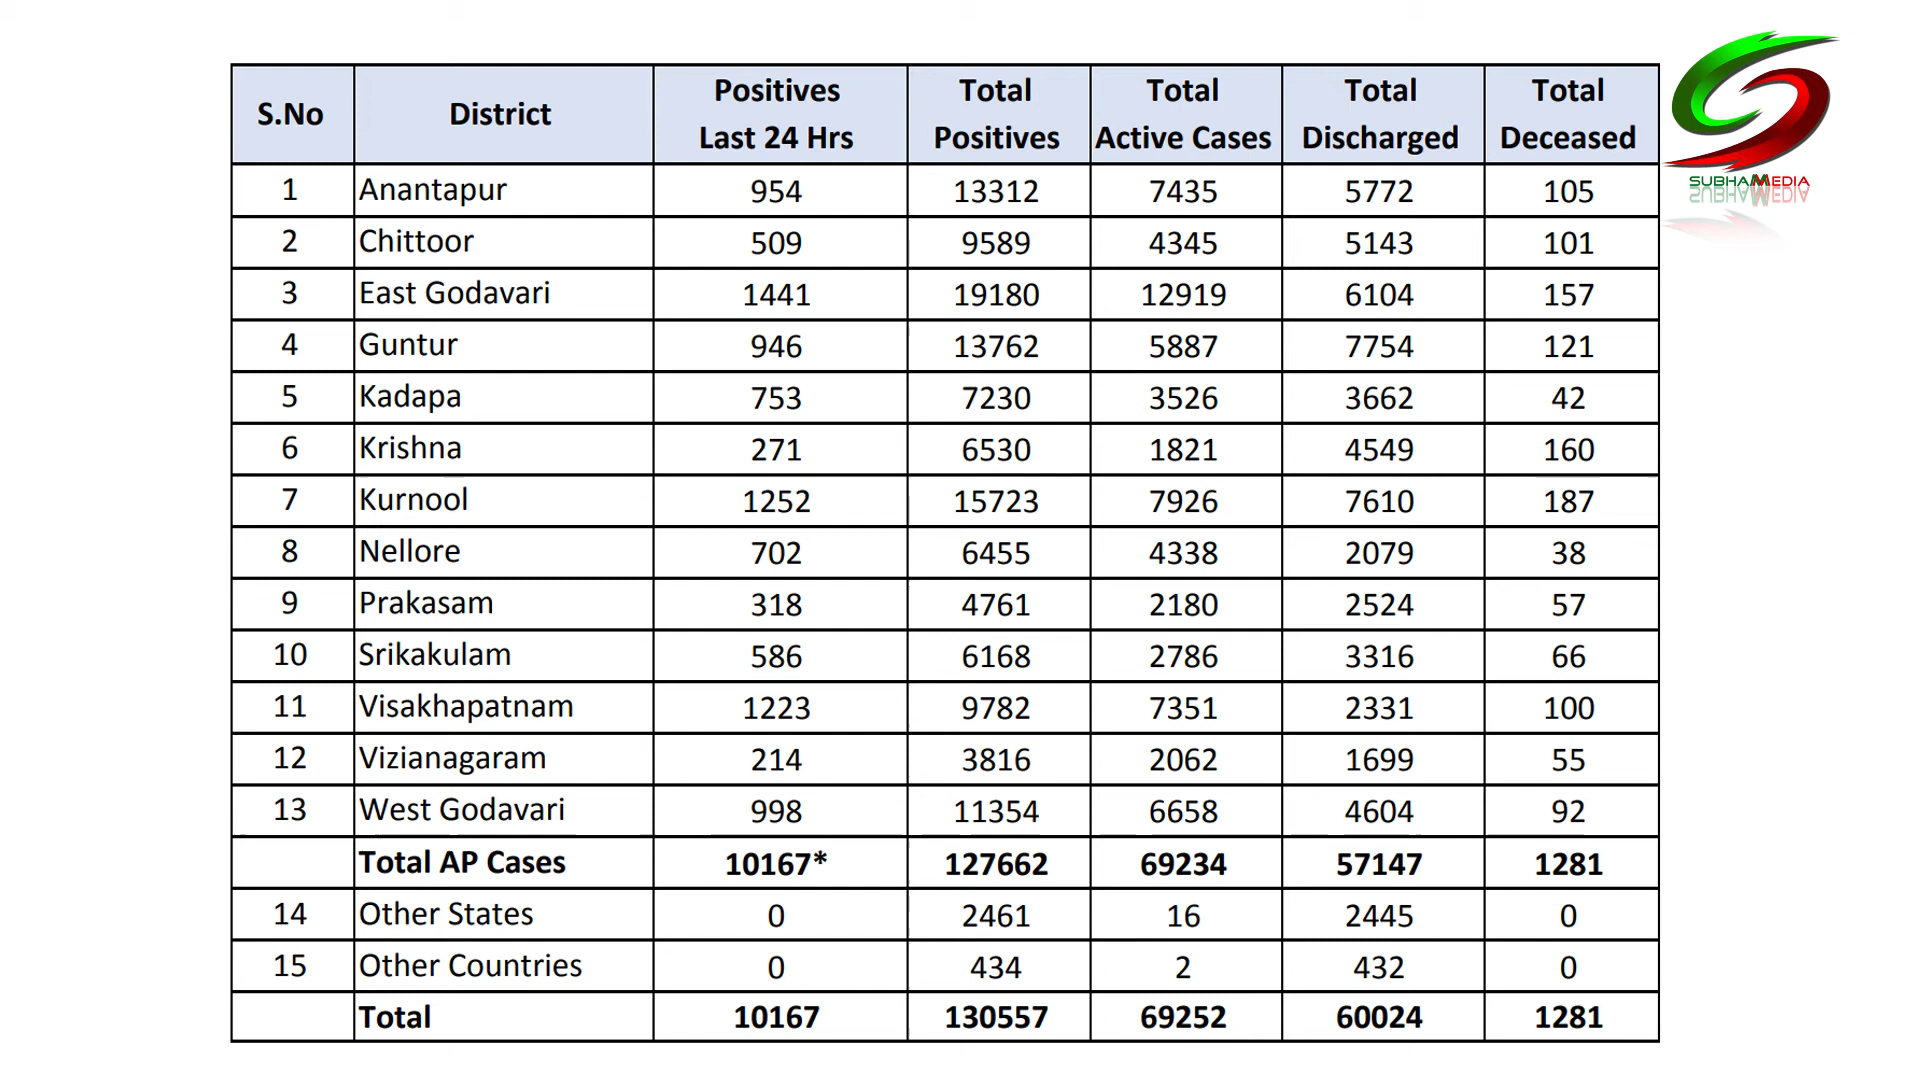 S.No District Positives Last 24 Hrs Total Positives Total Active Cases Total Discharged Total Deceased
1 Anantapur 954 13312 7435 5772 105
2 Chittoor 509 9589 4345 5143 101
3 East Godavari 1441 19180 12919 6104 157
4 Guntur 946 13762 5887 7754 121
5 Kadapa 753 7230 3526 3662 42
6 Krishna 271 6530 1821 4549 160
7 Kurnool 1252 15723 7926 7610 187
8 Nellore 702 6455 4338 2079 38
9 Prakasam 318 4761 2180 2524 57
10 Srikakulam 586 6168 2786 3316 66
11 Visakhapatnam 1223 9782 7351 2331 100
12 Vizianagaram 214 3816 2062 1699 55
13 West Godavari 998 11354 6658 4604 92
Total AP Cases 10167* 127662 69234 57147 1281
14 Other States 0 2461 16 2445 0
15 Other Countries 0 434 2 432 0
Total 10167 130557 69252 60024 1281
SUBHAMEDIA